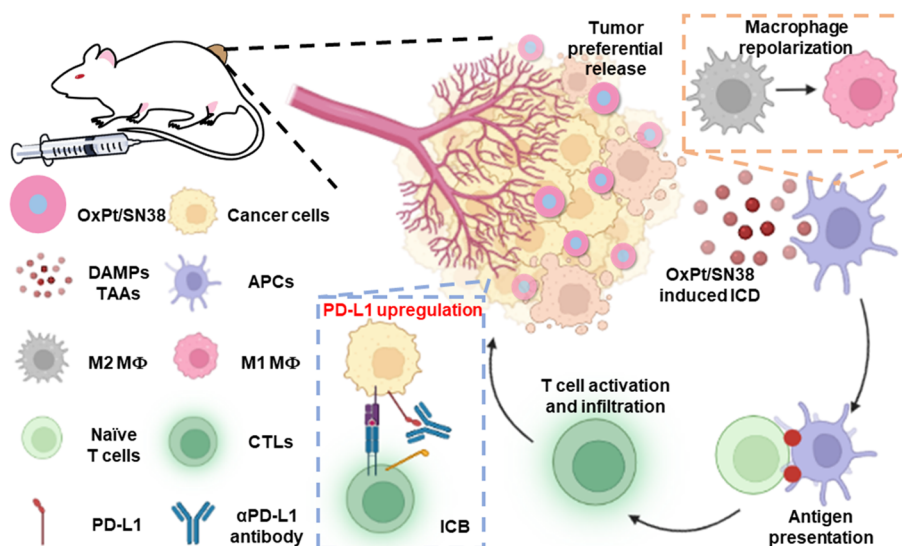 Tumor
preferential
release
Macrophage
repolarization
OxPt/SN38
Cancer cells
DAMPs
TAAs
APCs
OxPt/SN38
induced ICD
PD-L1 upregulation
M2 MΦ
M1 MΦ
T cell activation
and infiltration
Naïve
T cells
CTLs
PD-L1
αPD-L1
antibody
ICB
Antigen
presentation